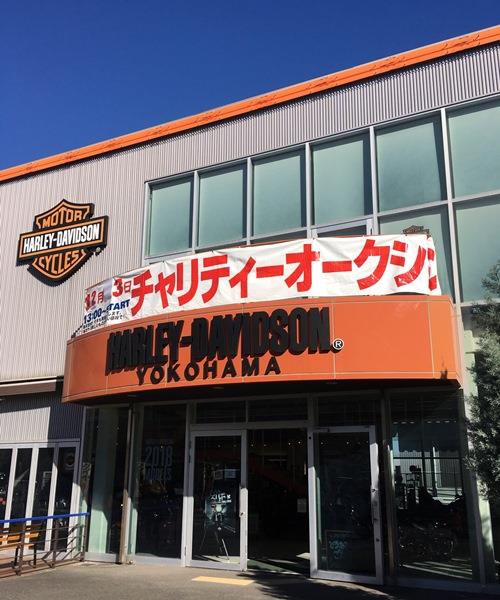 MOTOR
HARLEY-DAVIDSON
CYCLES
12月 3日 チャリティーオークシ
13:00~START
HARLEY-DAVIDSON®
YOKOHAMA
2018